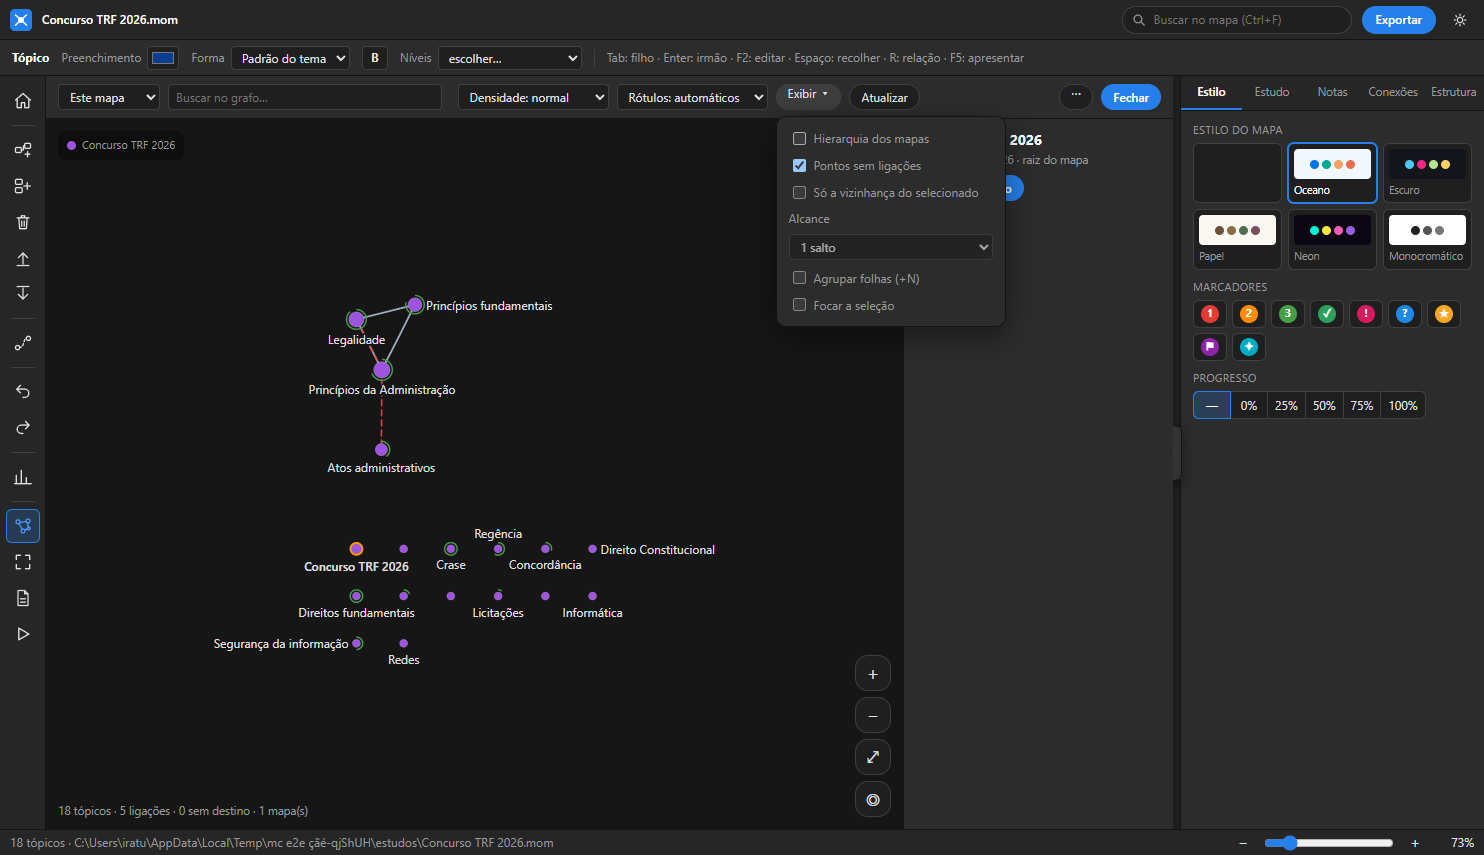 Concurso TRF 2026.mom
Buscar no mapa (Ctrl+F)
Exportar
Tópico
Preenchimento
Forma
Padrão do tema
B
Níveis
escolher...
Tab: filho · Enter: irmão · F2: editar · Espaço: recolher · R: relação · F5: apresentar
Este mapa
Buscar no grafo...
Densidade: normal
Rótulos: automáticos
Exibir
Atualizar
...
Fechar
Concurso TRF 2026
Hierarquia dos mapas
Pontos sem ligações
Só a vizinhança do selecionado
Alcance
1 salto
Agrupar folhas (+N)
Focar a seleção
2026
6 · raiz do mapa
o
Princípios fundamentais
Legalidade
Princípios da Administração
Atos administrativos
Regência
Direito Constitucional
Concurso TRF 2026
Crase
Concordância
Direitos fundamentais
Licitações
Informática
Segurança da informação
Redes
+
−
18 tópicos · 5 ligações · 0 sem destino · 1 mapa(s)
Estilo
Estudo
Notas
Conexões
Estrutura
ESTILO DO MAPA
Oceano
Escuro
Papel
Neon
Monocromático
MARCADORES
1
2
3
!
?
PROGRESSO
—
0%
25%
50%
75%
100%
18 tópicos · C:\Users\iratu\AppData\Local\Temp\mc e2e çãé-qjShUH\estudos\Concurso TRF 2026.mom
−
+
73%